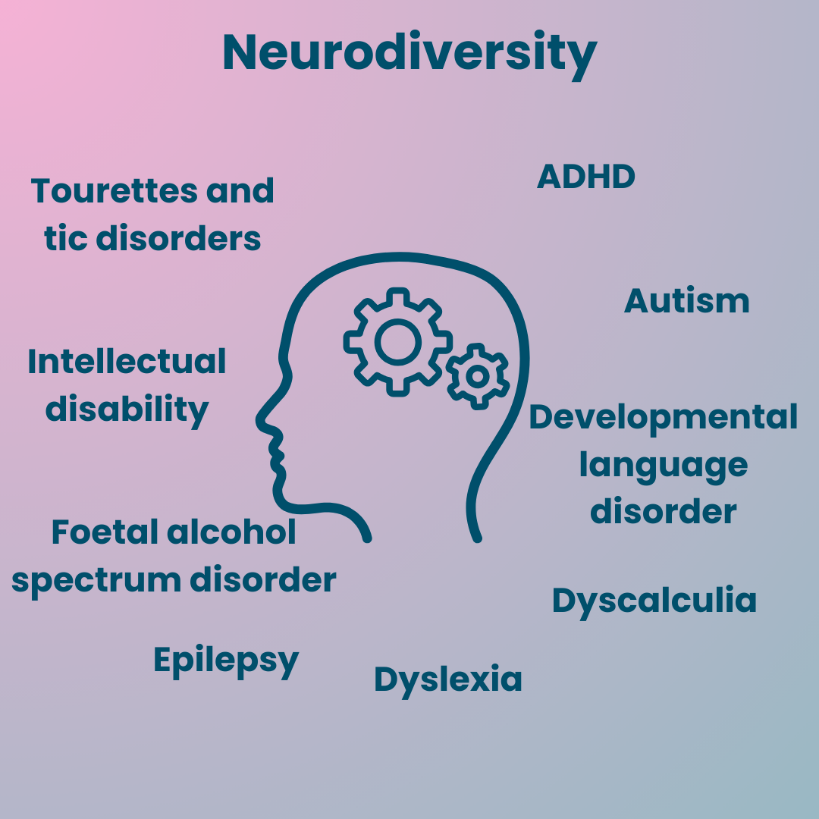 Neurodiversity
Tourettes and
tic disorders
ADHD
Autism
Intellectual
disability
Developmental
language
disorder
Foetal alcohol
spectrum disorder
Dyscalculia
Epilepsy
Dyslexia